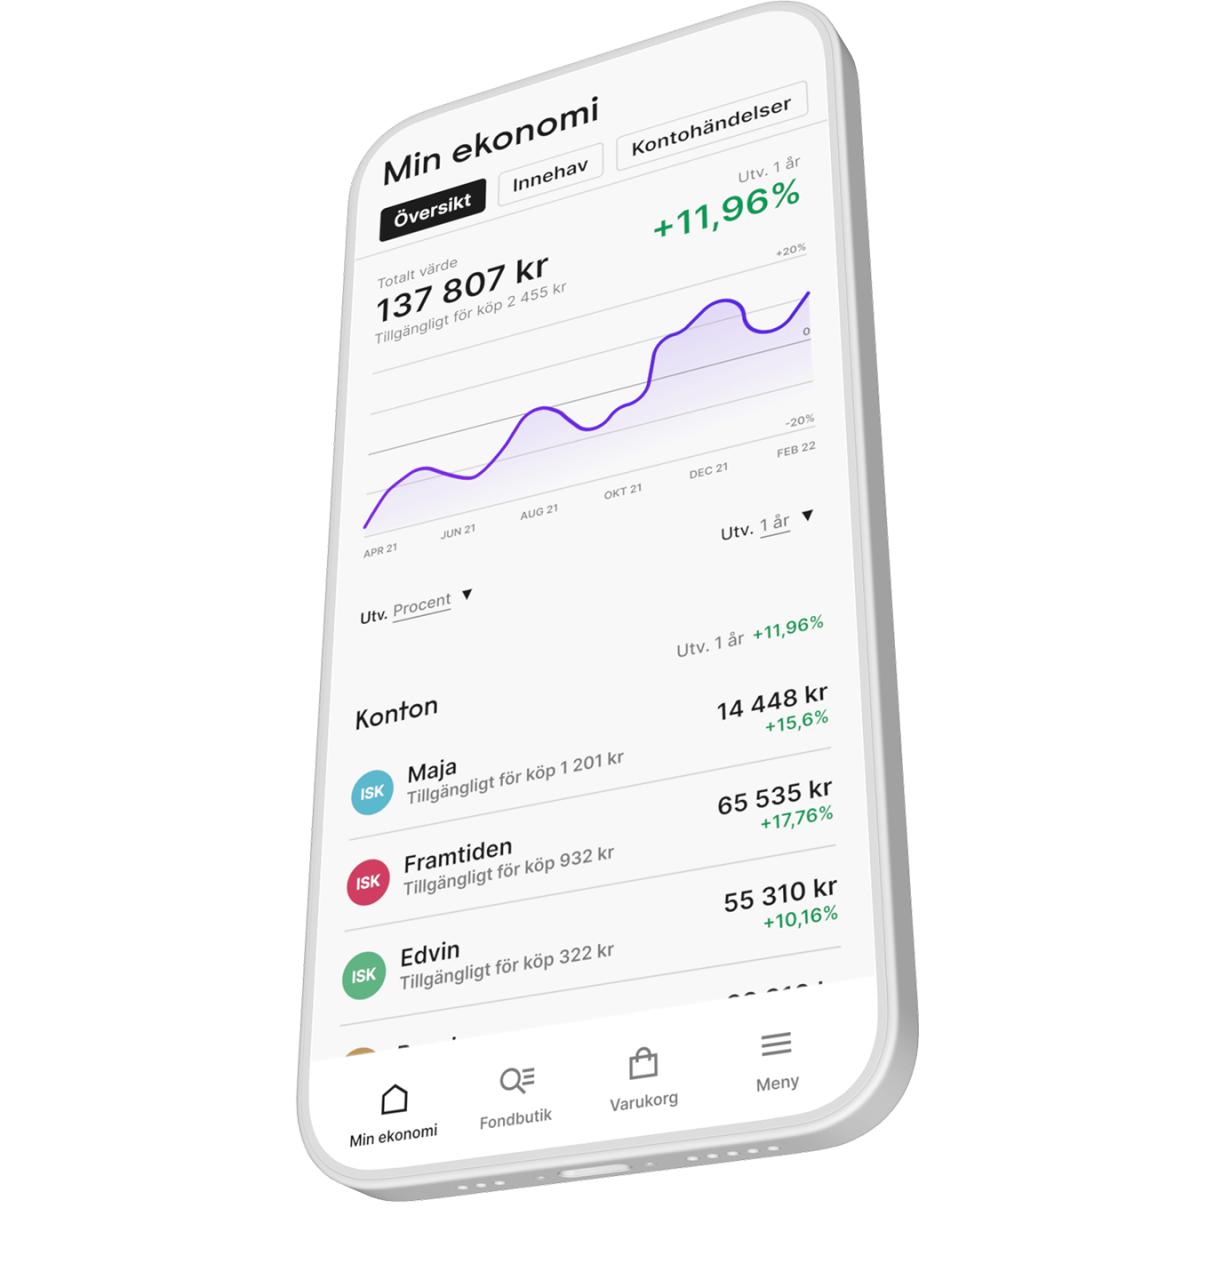 Min ekonomi
Översikt
Innehav
Kontohändelser
Totalt värde
137 807 kr
Tillgängligt för köp 2 455 kr
Utv. 1 år
+11,96%
+20%
0
-20%
APR 21
JUN 21
AUG 21
OKT 21
DEC 21
FEB 22
Utv. Procent ▼
Utv. 1 år ▼
Utv. 1 år +11,96%
Konton
ISK
Maja
Tillgängligt för köp 1 201 kr
14 448 kr
+15,6%
ISK
Framtiden
Tillgängligt för köp 932 kr
65 535 kr
+17,76%
ISK
Edvin
Tillgängligt för köp 322 kr
55 310 kr
+10,16%
Min ekonomi
Fondbutik
Varukorg
Meny